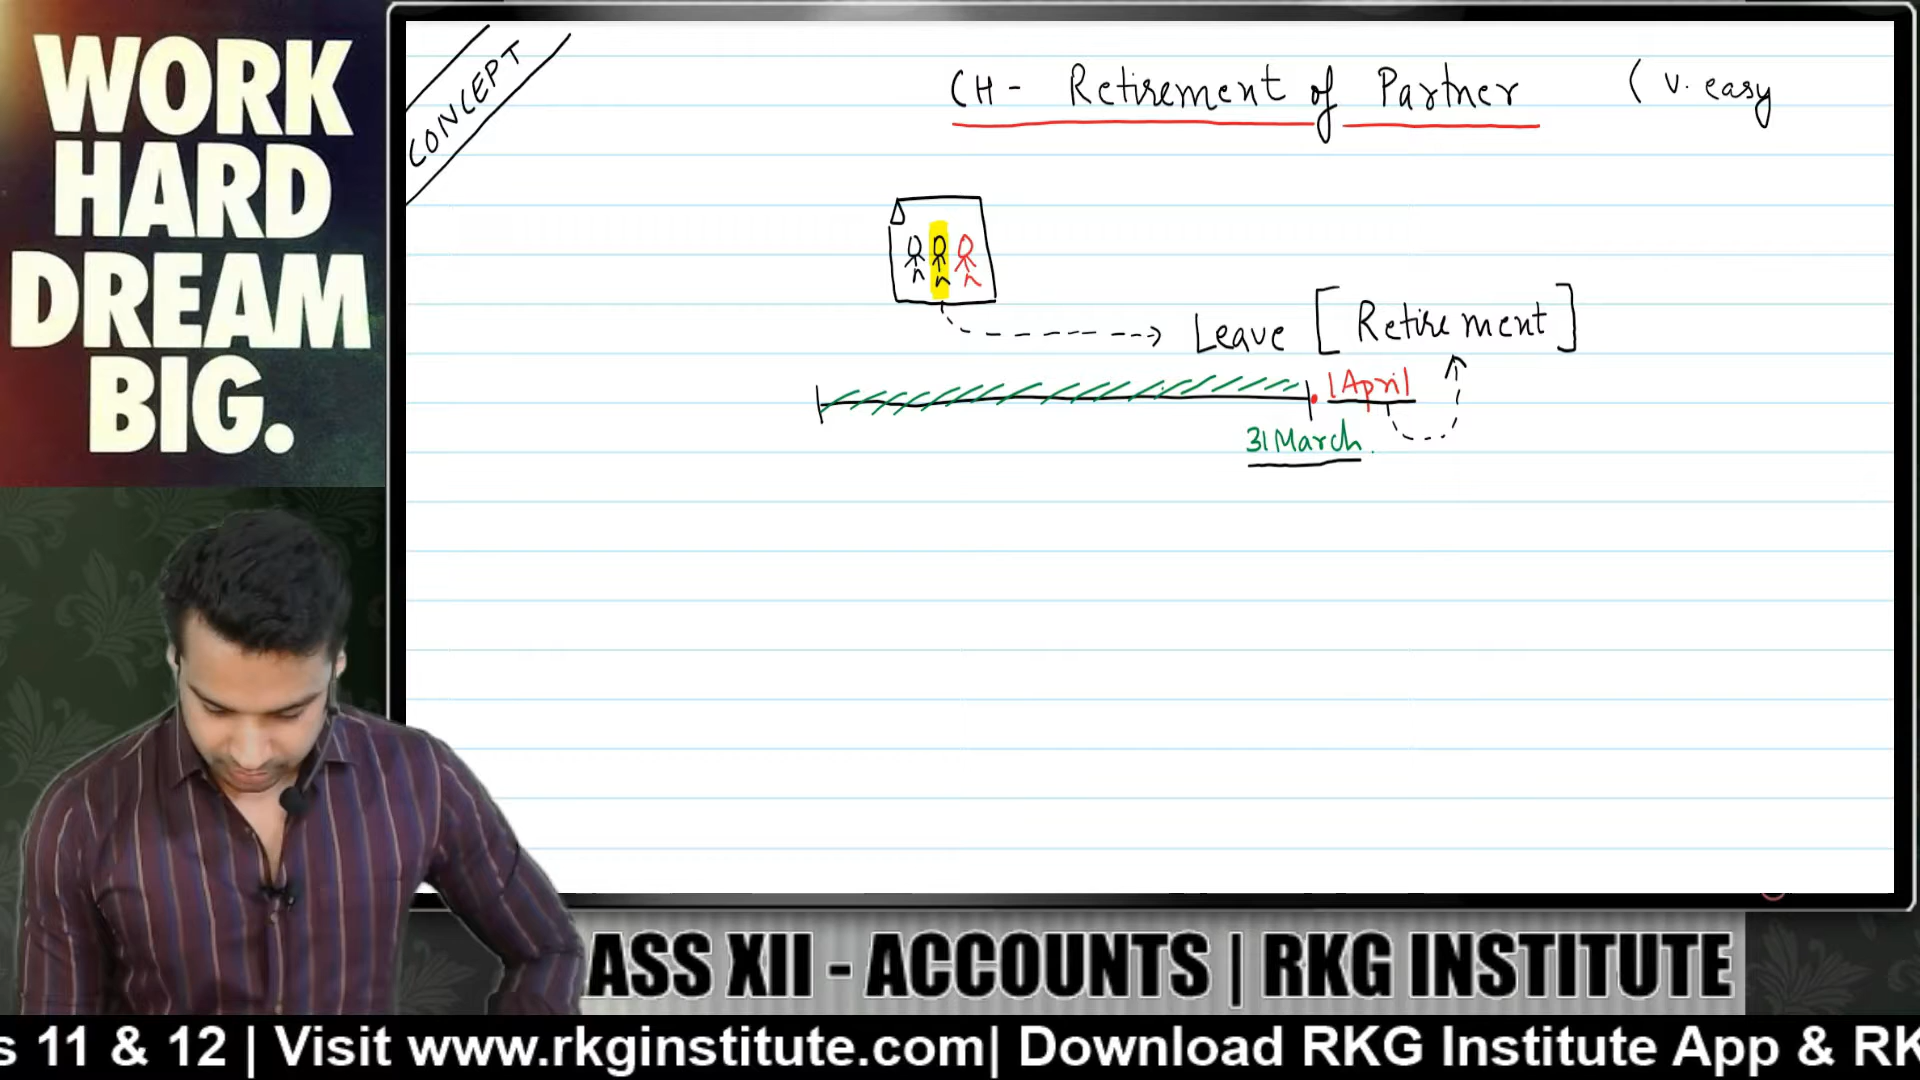 WORK
HARD
DREAM
BIG.
CONCEPT
CH - Retirement of Partner (v. easy
Leave [Retirement]
1 April
31 March.
ASS XII - ACCOUNTS | RKG INSTITUTE
s 11 & 12 | Visit www.rkginstitute.com| Download RKG Institute App & RK